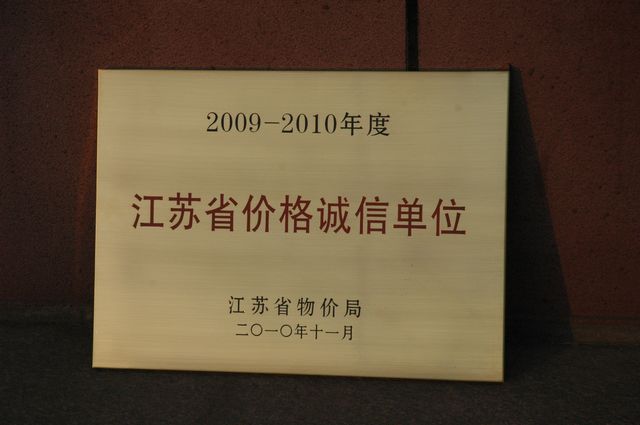 2009-2010年度
江苏省价格诚信单位
江苏省物价局
二〇一〇年十一月